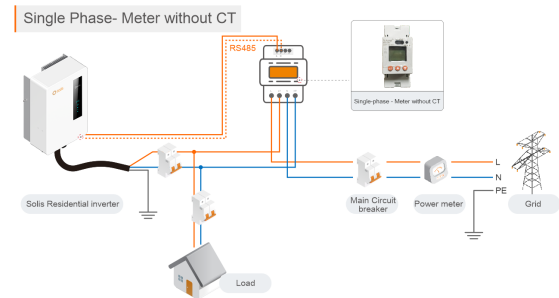 Single Phase- Meter without CT
RS485
Single-phase - Meter without CT
L
N
PE
Solis Residential inverter
Main Circuit
breaker
Power meter
Grid
Load